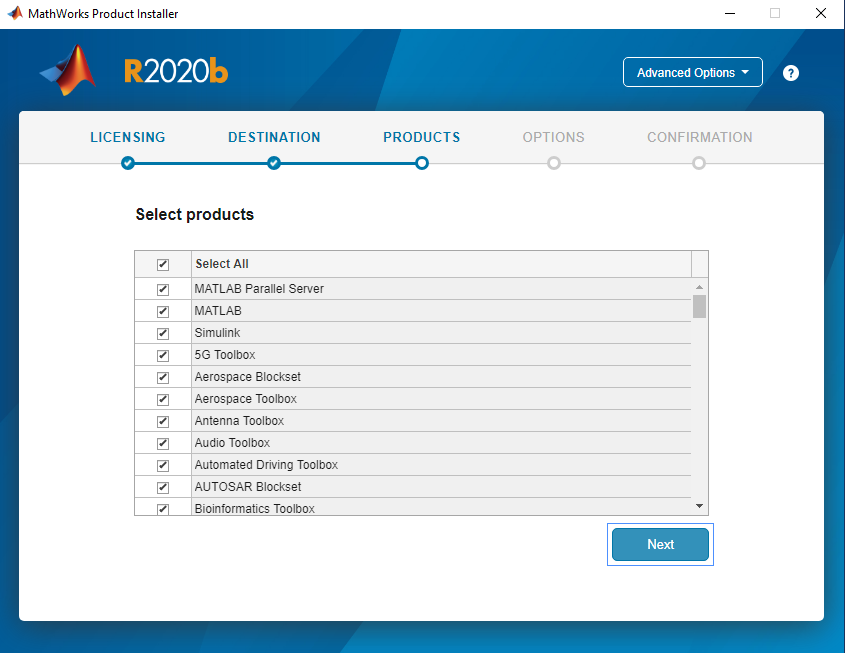 MathWorks Product Installer
R2020b
Advanced Options
?
LICENSING DESTINATION PRODUCTS OPTIONS CONFIRMATION
Select products
Select All
MATLAB Parallel Server
MATLAB
Simulink
5G Toolbox
Aerospace Blockset
Aerospace Toolbox
Antenna Toolbox
Audio Toolbox
Automated Driving Toolbox
AUTOSAR Blockset
Bioinformatics Toolbox
Next